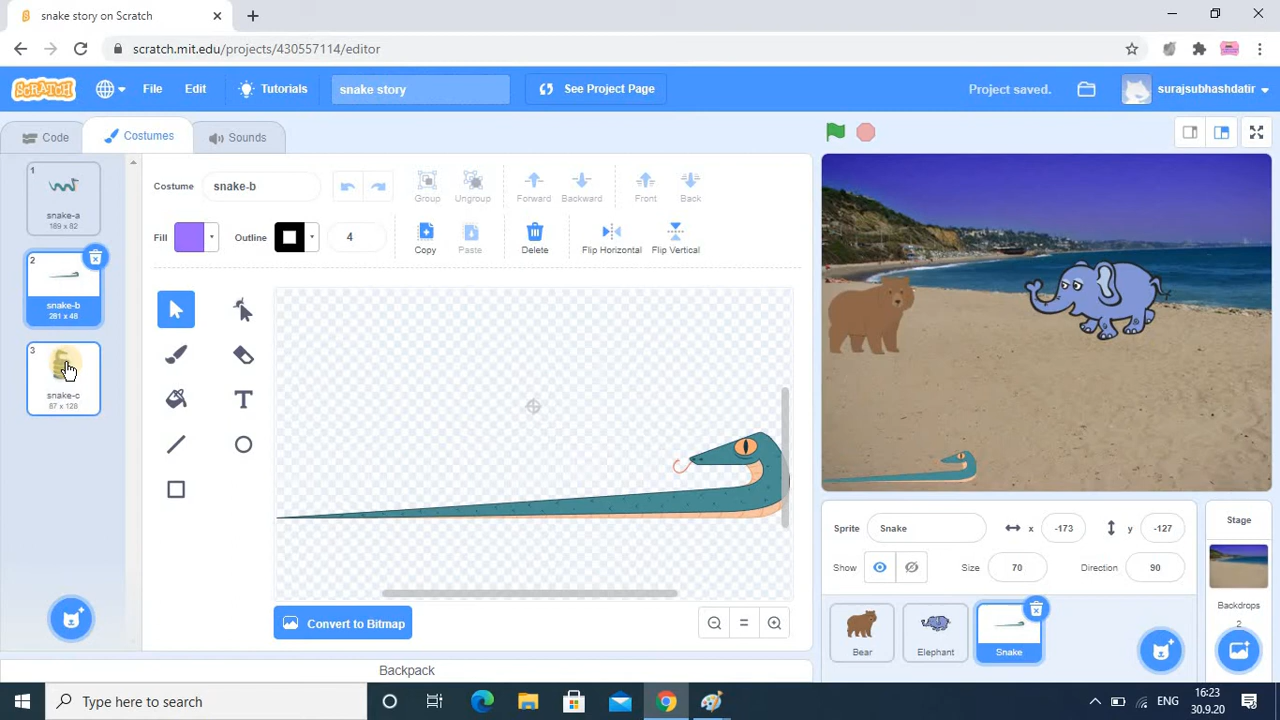 snake story on Scratch
scratch.mit.edu/projects/430557114/editor
SCRATCH
File
Edit
Tutorials
snake story
See Project Page
Project saved.
surajsubhashdatir
Code
Costumes
Sounds
1
snake-a
189 x 82
2
snake-b
281 x 48
3
snake-c
87 x 128
Costume
snake-b
Group
Ungroup
Forward
Backward
Front
Back
Fill
Outline
4
Copy
Paste
Delete
Flip Horizontal
Flip Vertical
T
Convert to Bitmap
Sprite
Snake
x
-173
y
-127
Show
Size
70
Direction
90
Bear
Elephant
Snake
Stage
Backdrops
2
Backpack
Type here to search
ENG
16:23
30.9.20